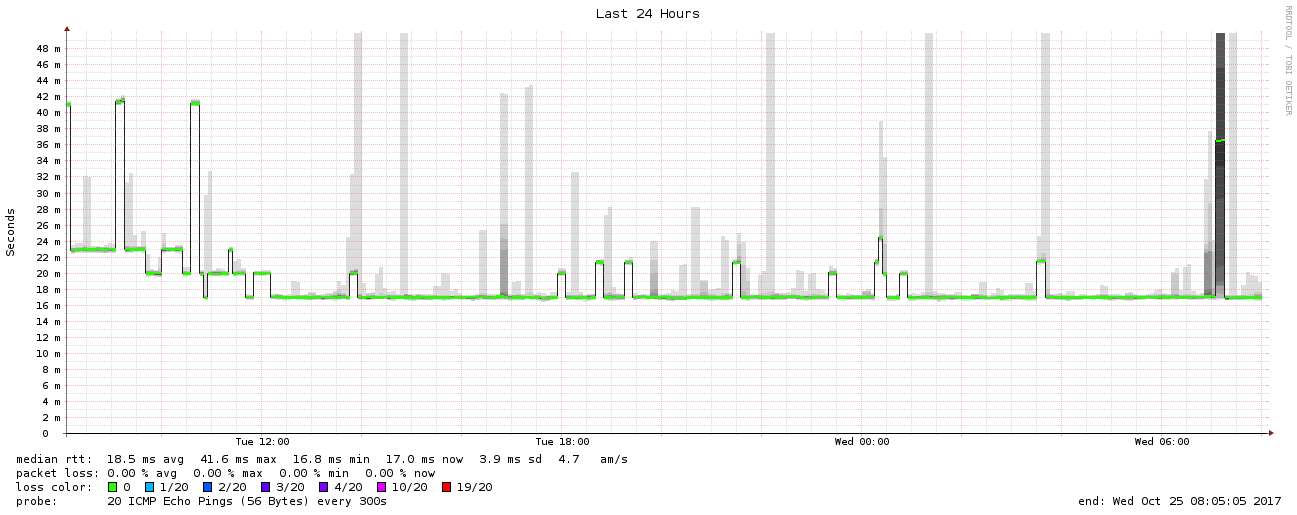 Last 24 Hours
RRDTOOL / TOBI OETIKER
Seconds
48 m
46 m
44 m
42 m
40 m
38 m
36 m
34 m
32 m
30 m
28 m
26 m
24 m
22 m
20 m
18 m
16 m
14 m
12 m
10 m
8 m
6 m
4 m
2 m
0
Tue 12:00 Tue 18:00 Wed 00:00 Wed 06:00
median rtt: 18.5 ms avg 41.6 ms max 16.8 ms min 17.0 ms now 3.9 ms sd 4.7 am/s
packet loss: 0.00 % avg 0.00 % max 0.00 % min 0.00 % now
loss color: 0 1/20 2/20 3/20 4/20 10/20 19/20
probe: 20 ICMP Echo Pings (56 Bytes) every 300s end: Wed Oct 25 08:05:05 2017